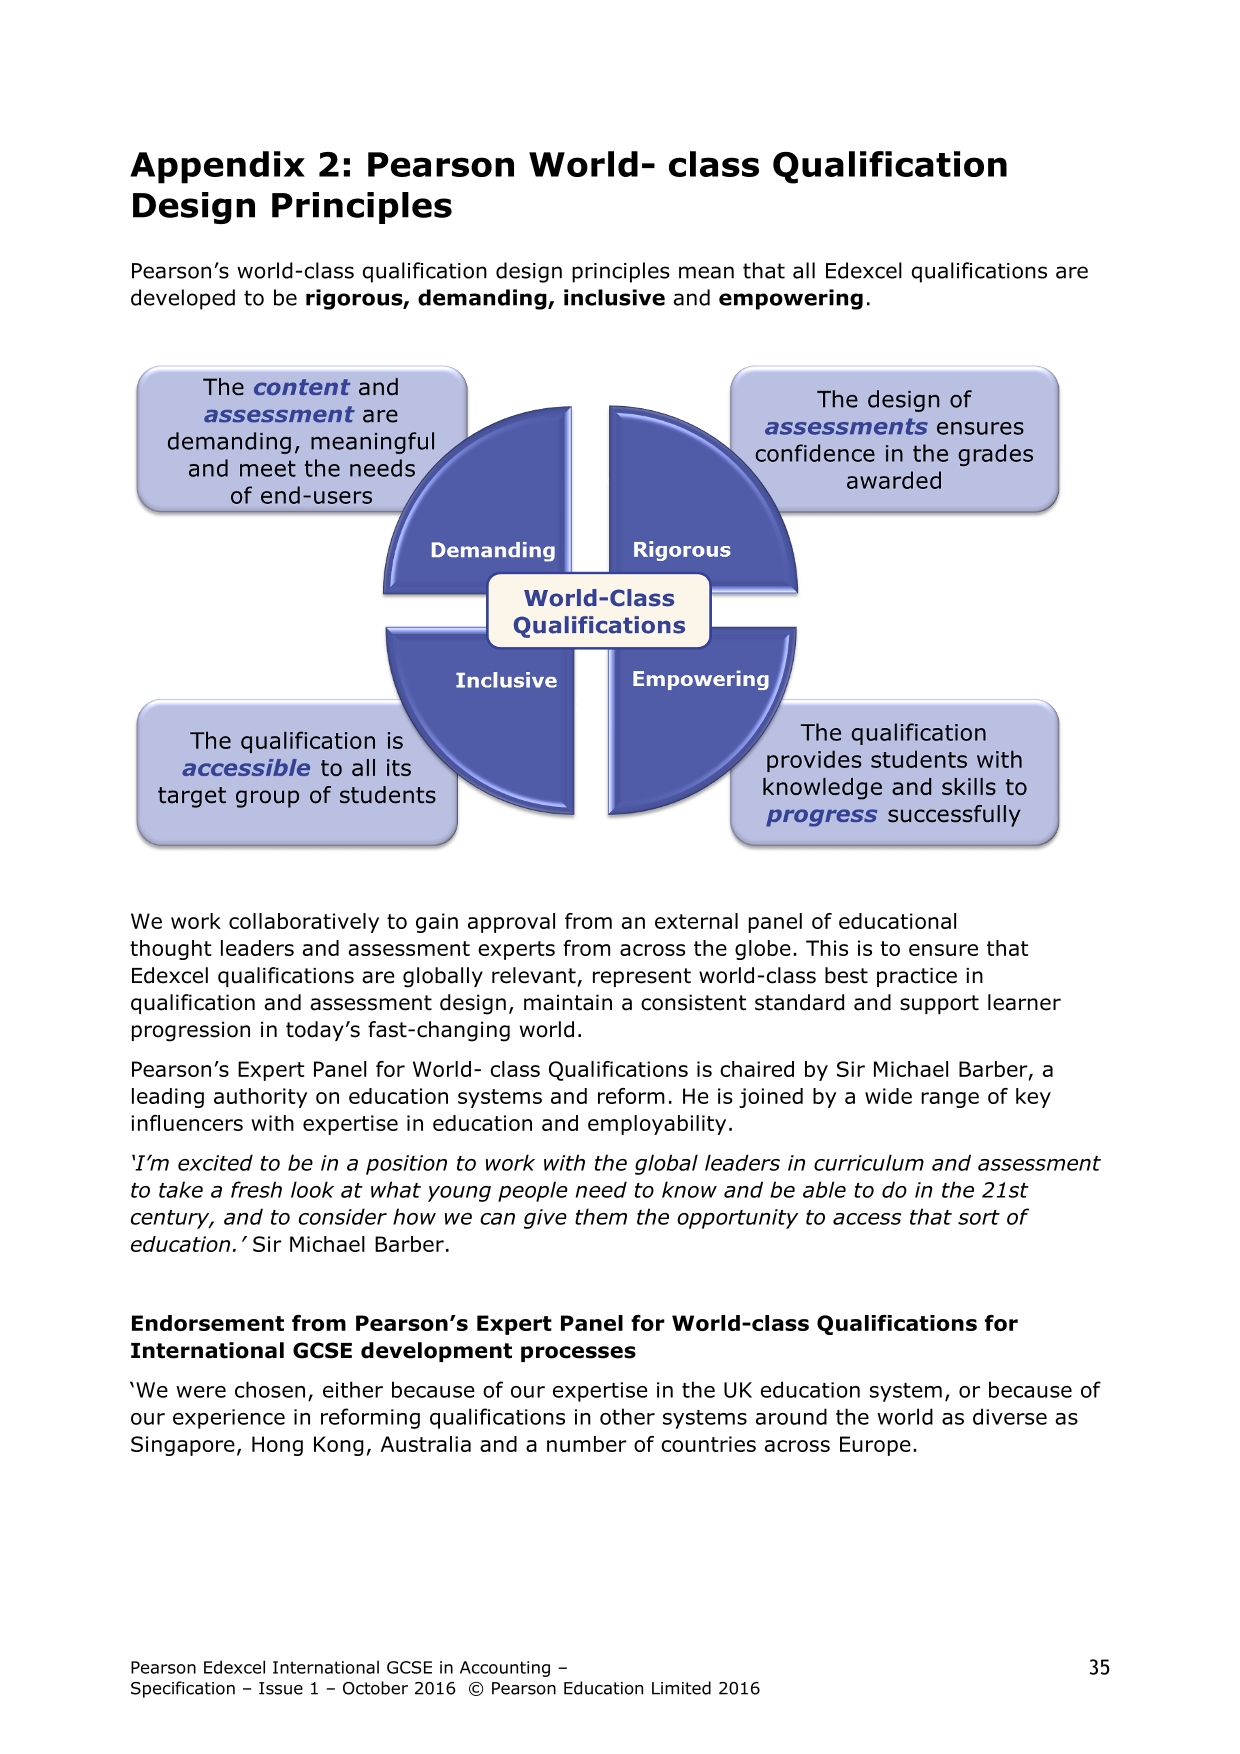 Appendix 2: Pearson World- class Qualification
Design Principles
Pearson’s world-class qualification design principles mean that all Edexcel qualifications are
developed to be rigorous, demanding, inclusive and empowering.
The content and
assessment are
demanding, meaningful
and meet the needs
of end-users
The design of
assessments ensures
confidence in the grades
awarded
Demanding
Rigorous
World-Class
Qualifications
Inclusive
Empowering
The qualification is
accessible to all its
target group of students
The qualification
provides students with
knowledge and skills to
progress successfully
We work collaboratively to gain approval from an external panel of educational
thought leaders and assessment experts from across the globe. This is to ensure that
Edexcel qualifications are globally relevant, represent world-class best practice in
qualification and assessment design, maintain a consistent standard and support learner
progression in today’s fast-changing world.
Pearson’s Expert Panel for World- class Qualifications is chaired by Sir Michael Barber, a
leading authority on education systems and reform. He is joined by a wide range of key
influencers with expertise in education and employability.
‘I’m excited to be in a position to work with the global leaders in curriculum and assessment
to take a fresh look at what young people need to know and be able to do in the 21st
century, and to consider how we can give them the opportunity to access that sort of
education.’ Sir Michael Barber.
Endorsement from Pearson’s Expert Panel for World-class Qualifications for
International GCSE development processes
‘We were chosen, either because of our expertise in the UK education system, or because of
our experience in reforming qualifications in other systems around the world as diverse as
Singapore, Hong Kong, Australia and a number of countries across Europe.
Pearson Edexcel International GCSE in Accounting –
Specification – Issue 1 – October 2016 © Pearson Education Limited 2016
35